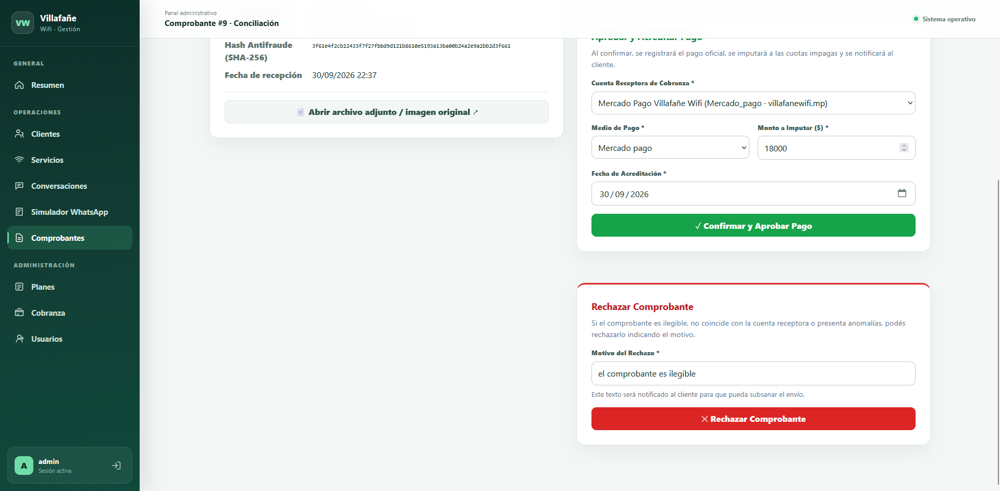 vw
Villafañe
Wifi · Gestión
GENERAL
Resumen
OPERACIONES
Clientes
Servicios
Conversaciones
Simulador WhatsApp
Comprobantes
ADMINISTRACIÓN
Planes
Cobranza
Usuarios
A
admin
Sesión activa
Panel administrativo
Comprobante #9 · Conciliación
Sistema operativo
Hash Antifraude
(SHA-256)
3f61e4f2cb22433f7f27fbbd9d121b8610e5193a13ba00b24a2e9a2bb2d3f661
Fecha de recepción
30/09/2026 22:37
Abrir archivo adjunto / imagen original ↗
Aprobar y Acreditar Pago
Al confirmar, se registrará el pago oficial, se imputará a las cuotas impagas y se notificará al
cliente.
Cuenta Receptora de Cobranza *
Mercado Pago Villafañe Wifi (Mercado_pago · villafanewifi.mp)
Medio de Pago *
Monto a Imputar ($) *
Mercado pago
18000
Fecha de Acreditación *
30/09/2026
✓ Confirmar y Aprobar Pago
Rechazar Comprobante
Si el comprobante es ilegible, no coincide con la cuenta receptora o presenta anomalías, podés
rechazarlo indicando el motivo.
Motivo del Rechazo *
el comprobante es ilegible
Este texto será notificado al cliente para que pueda subsanar el envío.
✕ Rechazar Comprobante